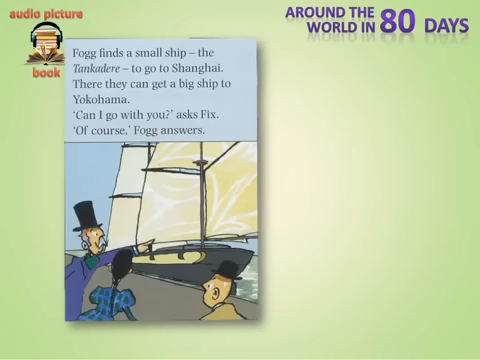 audio picture
book
AROUND THE
WORLD IN 80 DAYS
Fogg finds a small ship – the
Tankadere – to go to Shanghai.
There they can get a big ship to
Yokohama.
‘Can I go with you?’ asks Fix.
‘Of course,’ Fogg answers.